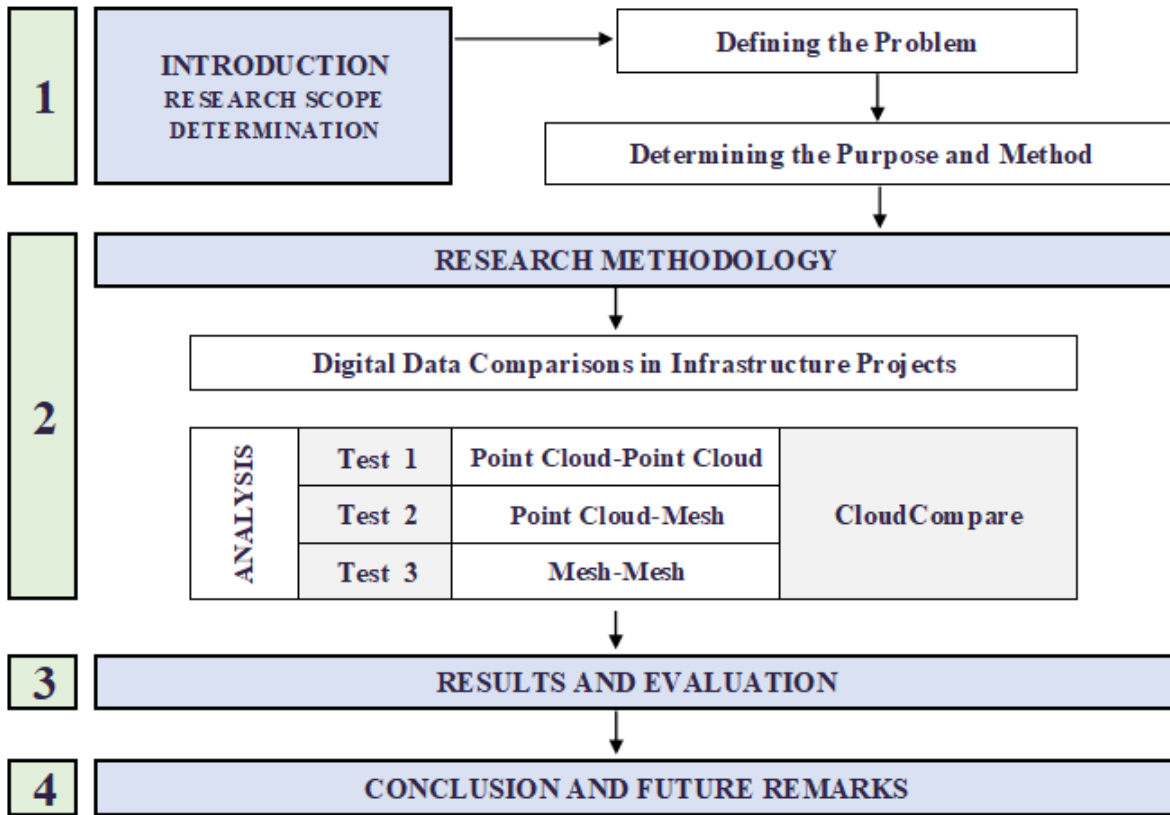 1
INTRODUCTION
RESEARCH SCOPE
DETERMINATION
Defining the Problem
Determining the Purpose and Method
2
RESEARCH METHODOLOGY
Digital Data Comparisons in Infrastructure Projects
ANALYSIS
Test 1
Point Cloud-Point Cloud
Test 2
Point Cloud-Mesh
Test 3
Mesh-Mesh
CloudCompare
3
RESULTS AND EVALUATION
4
CONCLUSION AND FUTURE REMARKS